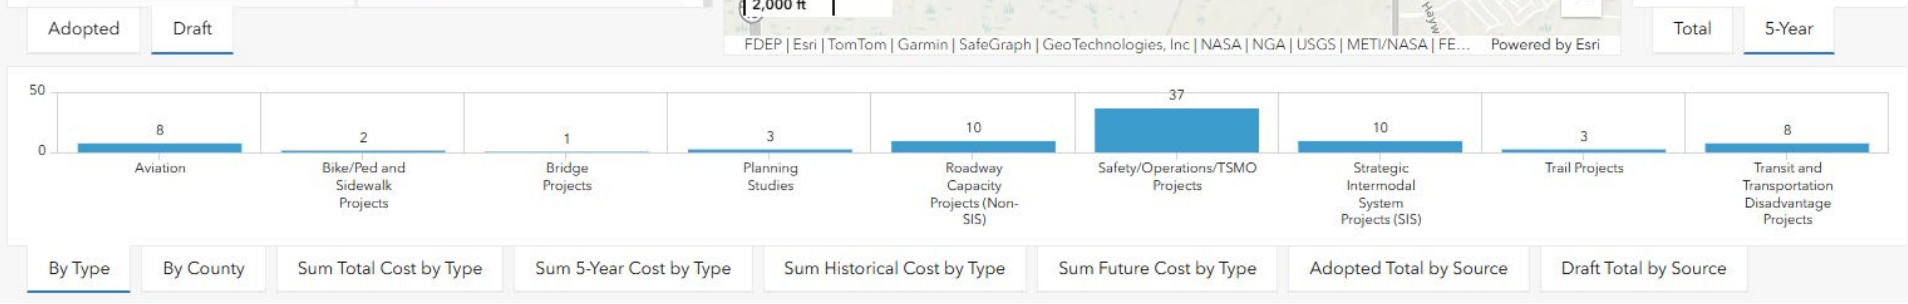 2,000 ft
Hayw
Adopted
Draft
FDEP | Esri | TomTom | Garmin | SafeGraph | GeoTechnologies, Inc | NASA | NGA | USGS | METI/NASA | FE... Powered by Esri
Total
5-Year
50
0
8
2
1
3
10
37
10
3
8
Aviation
Bike/Ped and
Sidewalk
Projects
Bridge
Projects
Planning
Studies
Roadway
Capacity
Projects (Non-
SIS)
Safety/Operations/TSMO
Projects
Strategic
Intermodal
System
Projects (SIS)
Trail Projects
Transit and
Transportation
Disadvantage
Projects
By Type
By County
Sum Total Cost by Type
Sum 5-Year Cost by Type
Sum Historical Cost by Type
Sum Future Cost by Type
Adopted Total by Source
Draft Total by Source